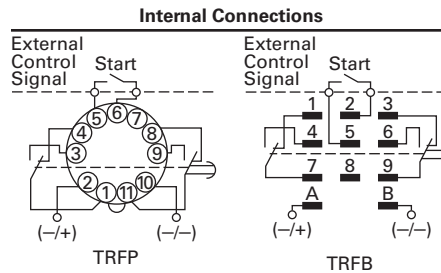 Internal Connections
External
Control
Signal
Start
5 6 7
4 8
3 9
2 10
1 11
(–/+) (–/–)
TRFP
External
Control
Signal
Start
1 2 3
4 5 6
7 8 9
A B
(–/+) (–/–)
TRFB